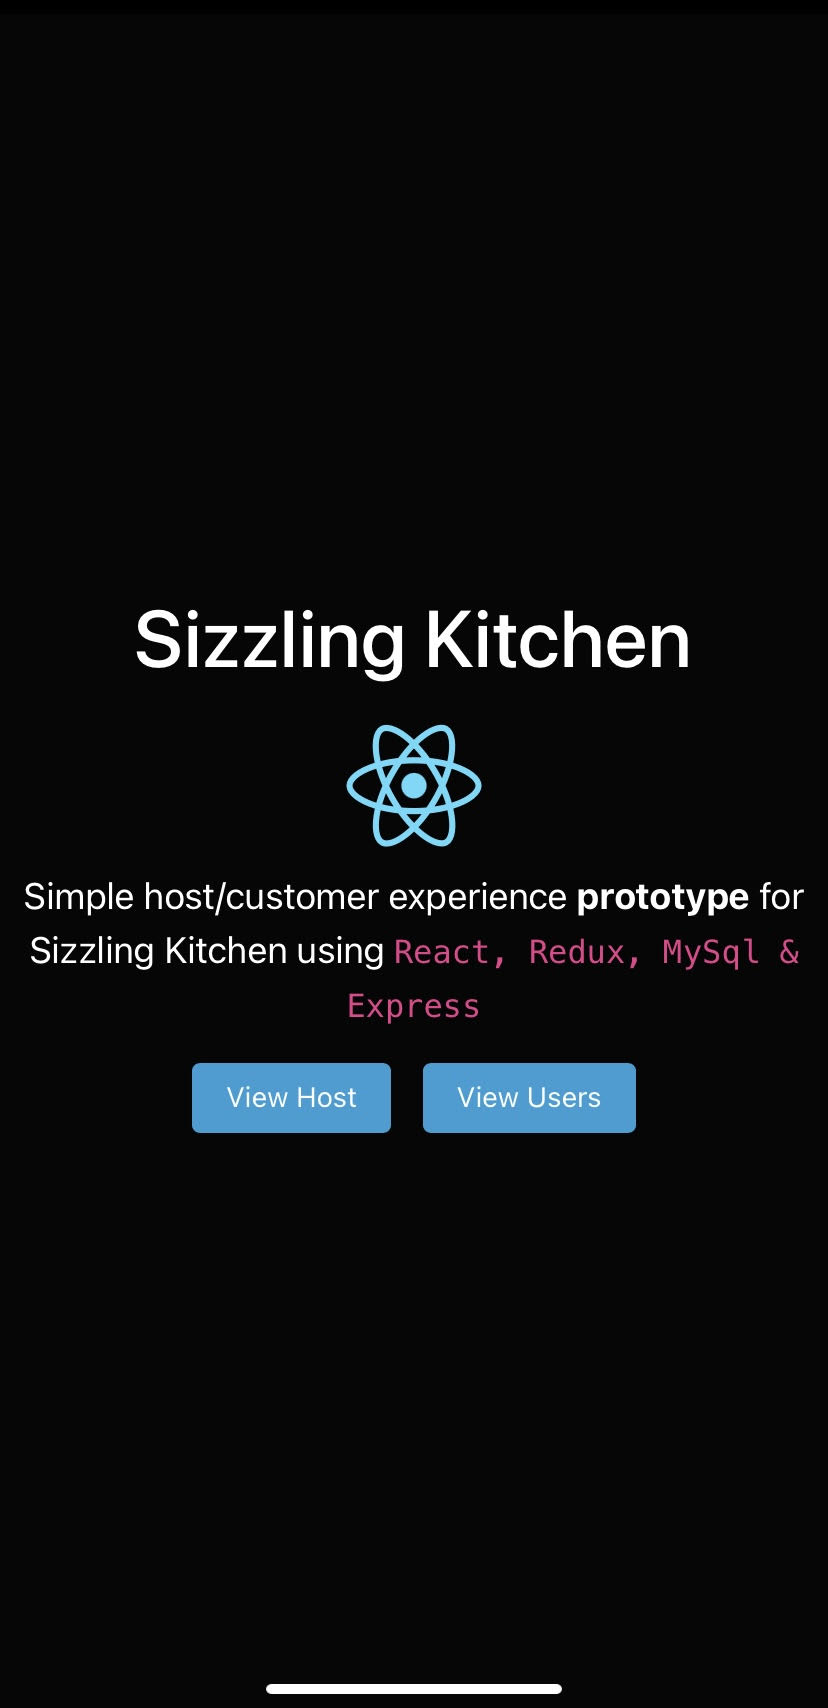 Sizzling Kitchen
Simple host/customer experience prototype for
Sizzling Kitchen using React, Redux, MySql &
Express
View Host
View Users